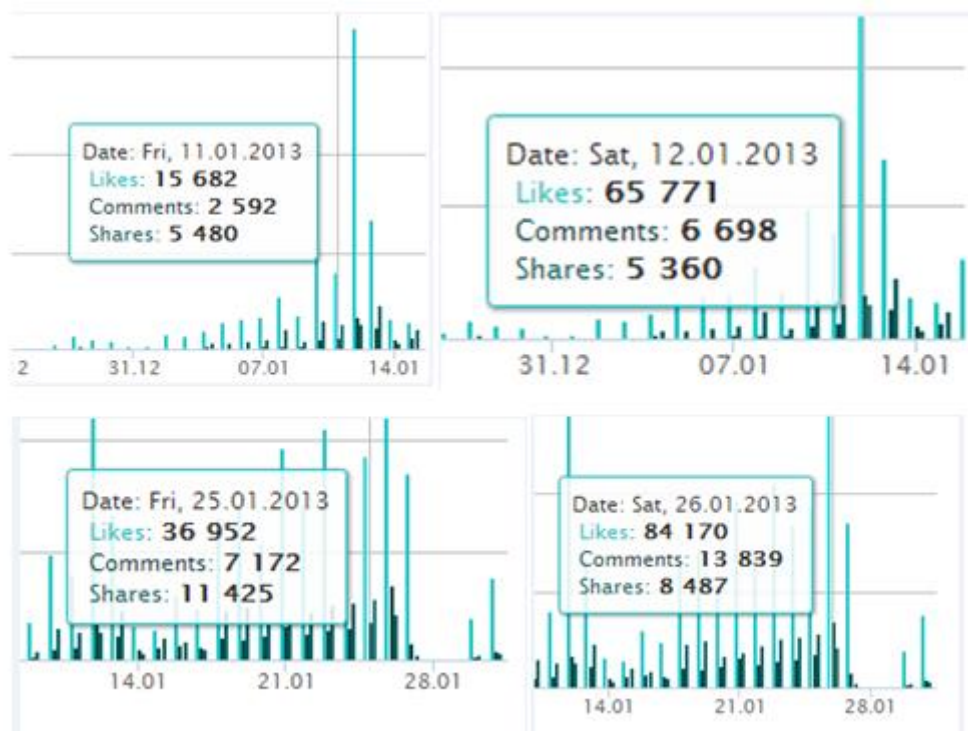 Date: Fri, 11.01.2013
Likes: 15 682
Comments: 2 592
Shares: 5 480
2 31.12 07.01 14.01
Date: Sat, 12.01.2013
Likes: 65 771
Comments: 6 698
Shares: 5 360
31.12 07.01 14.01
Date: Fri, 25.01.2013
Likes: 36 952
Comments: 7 172
Shares: 11 425
14.01 21.01 28.01
Date: Sat, 26.01.2013
Likes: 84 170
Comments: 13 839
Shares: 8 487
14.01 21.01 28.01